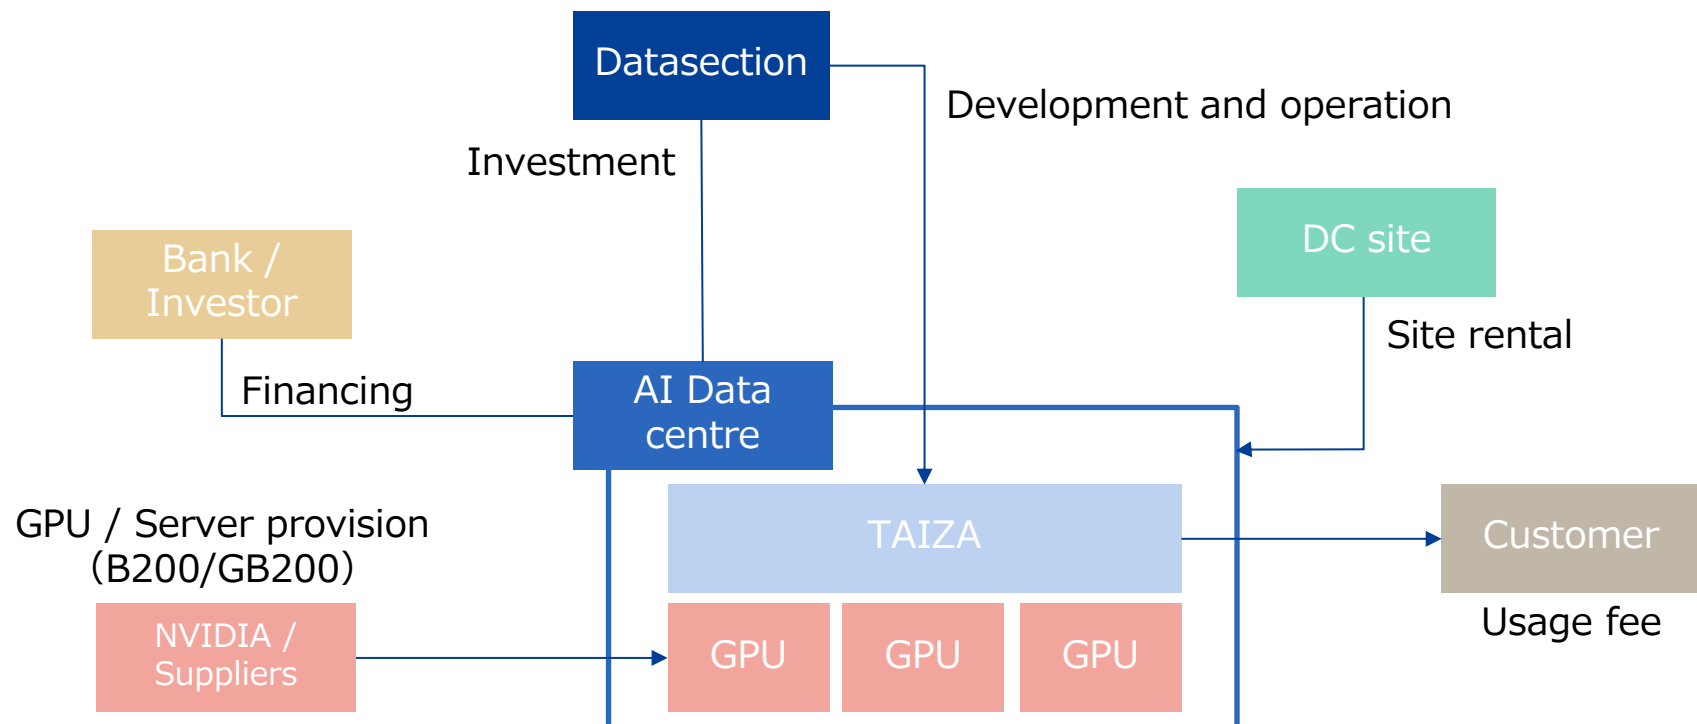 Datasection
Development and operation
Investment
DC site
Bank /
Investor
Site rental
Financing
AI Data
centre
GPU / Server provision
（B200/GB200）
TAIZA
Customer
NVIDIA /
Suppliers
GPU
GPU
GPU
Usage fee